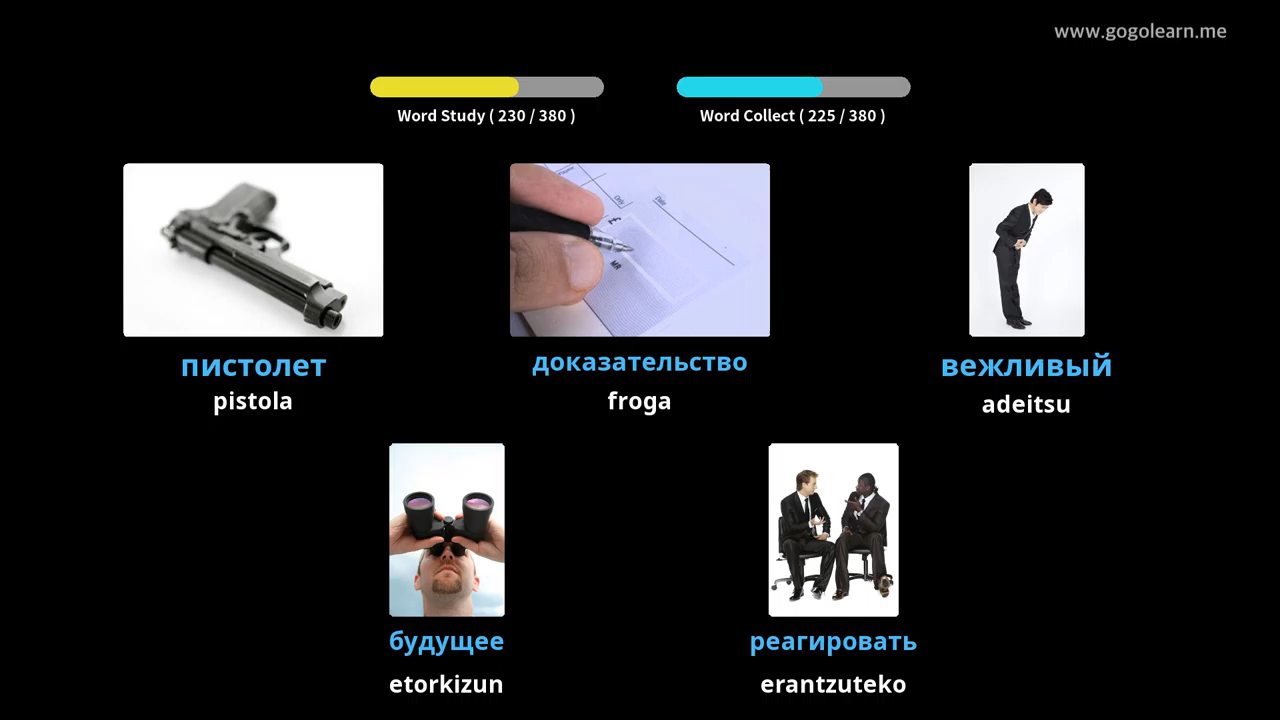 www.gogolearn.me
Word Study ( 230 / 380 )
Word Collect ( 225 / 380 )
пистолет
pistola
доказательство
froga
вежливый
adeitsu
будущее
etorkizun
реагировать
erantzuteko